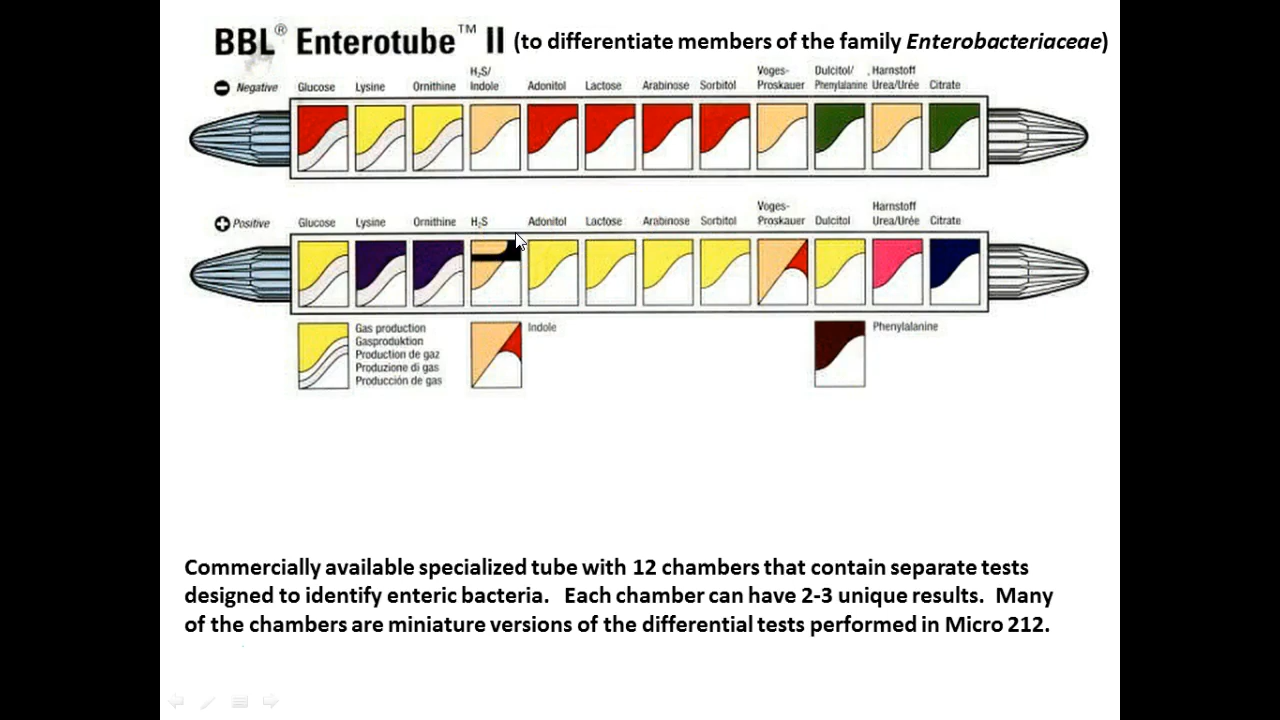 BBL® Enterotube™ II (to differentiate members of the family Enterobacteriaceae)
Negative Glucose Lysine Ornithine H2S/ Indole Adonitol Lactose Arabinose Sorbitol Voges-Proskauer Dulcitol/ Phenylalanine Harnstoff Urea/Urée Citrate
Positive Glucose Lysine Ornithine H2S Adonitol Lactose Arabinose Sorbitol Voges-Proskauer Dulcitol Harnstoff Urea/Urée Citrate
Gas production
Gasproduktion
Production de gaz
Produzione di gas
Producción de gas
Indole
Phenylalanine
Commercially available specialized tube with 12 chambers that contain separate tests
designed to identify enteric bacteria. Each chamber can have 2-3 unique results. Many
of the chambers are miniature versions of the differential tests performed in Micro 212.